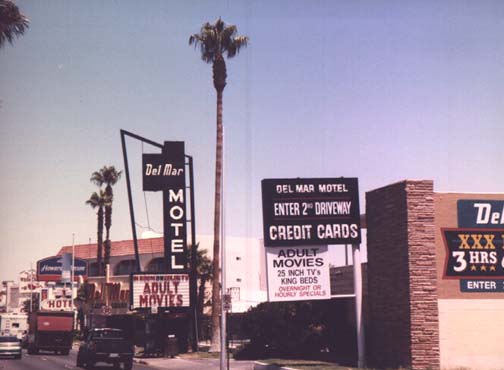 Del Mar
MOTEL
ADULT
MOVIES
HOTE
DEL MAR MOTEL
ENTER 2ND DRIVEWAY
CREDIT CARDS
ADULT MOVIES
25 INCH TV's
KING BEDS
OVERNIGHT OR
HOURLY SPECIALS
Del
XXX
3 HRS
ENTER